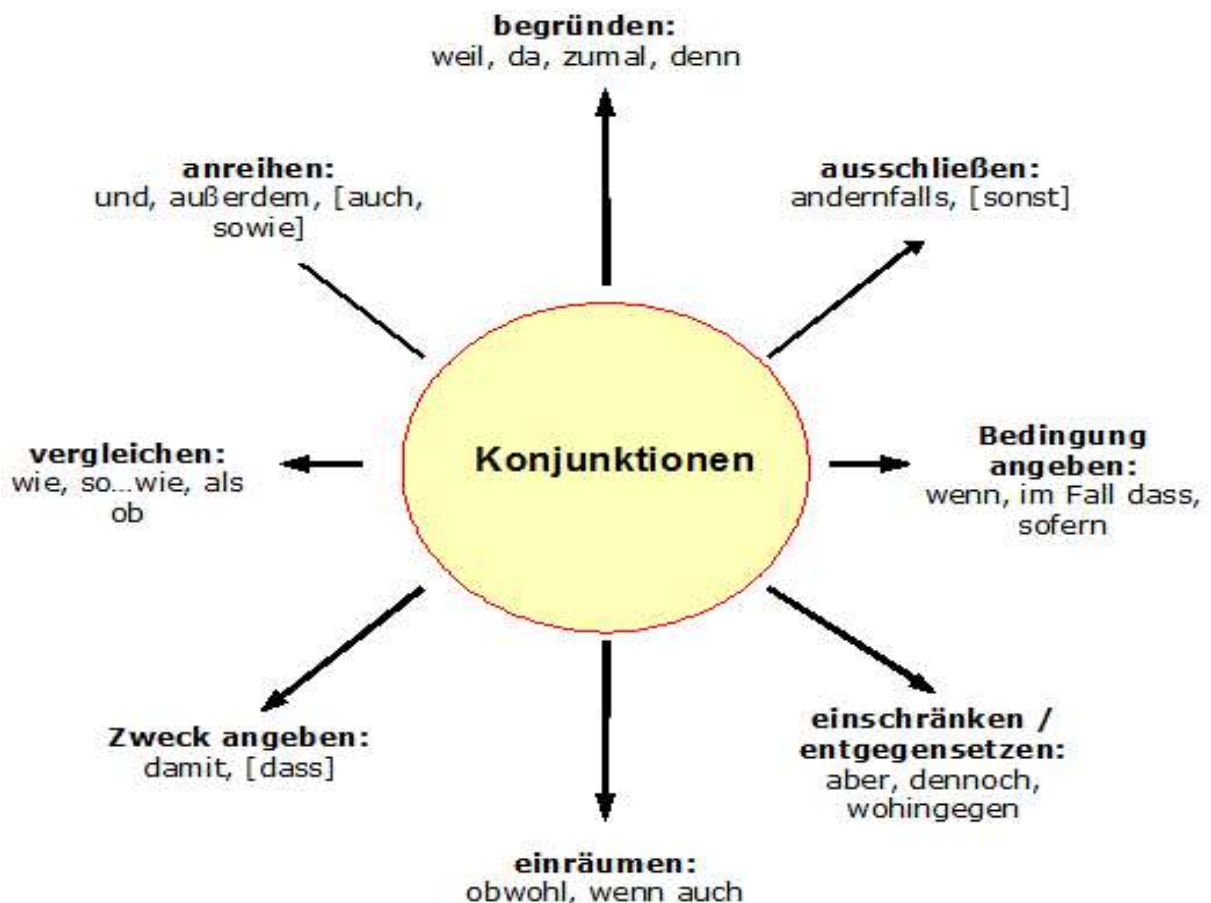 begründen:
weil, da, zumal, denn
anreihen:
und, außerdem, [auch,
sowie]
ausschließen:
andernfalls, [sonst]
vergleichen:
wie, so...wie, als
ob
Konjunktionen
Bedingung
angeben:
wenn, im Fall dass,
sofern
Zweck angeben:
damit, [dass]
einschränken /
entgegensetzen:
aber, dennoch,
wohingegen
einräumen:
obwohl, wenn auch